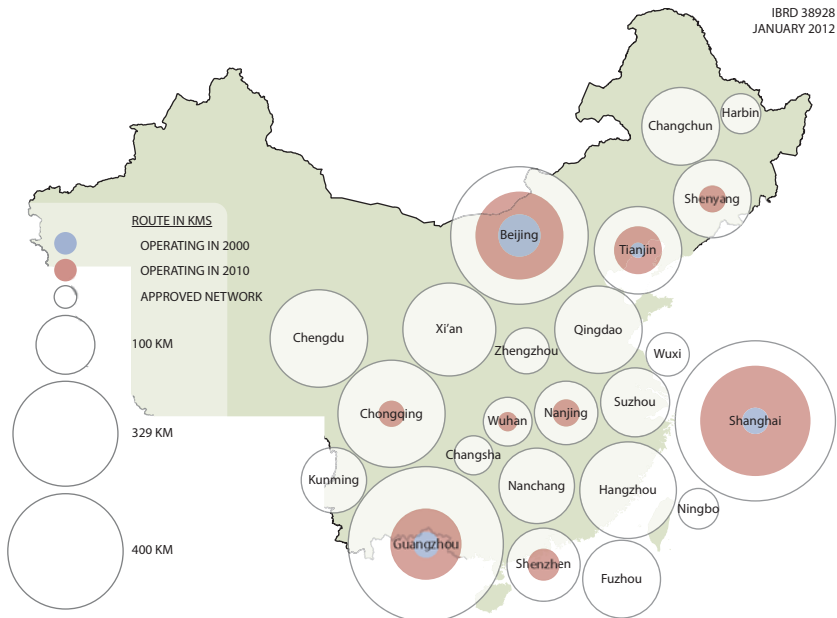 IBRD 38928
JANUARY 2012
Harbin
Changchun
Shenyang
ROUTE IN KMS
Beijing
OPERATING IN 2000
Tianjin
OPERATING IN 2010
APPROVED NETWORK
Xi'an
Qingdao
Chengdu
100 KM
Zhengzhou
Wuxi
Suzhou
Chongqing
Nanjing
Wuhan
Shanghai
329 KM
Changsha
Kunming
Nanchang
Hangzhou
Ningbo
Guangzhou
400 KM
Shenzhen
Fuzhou